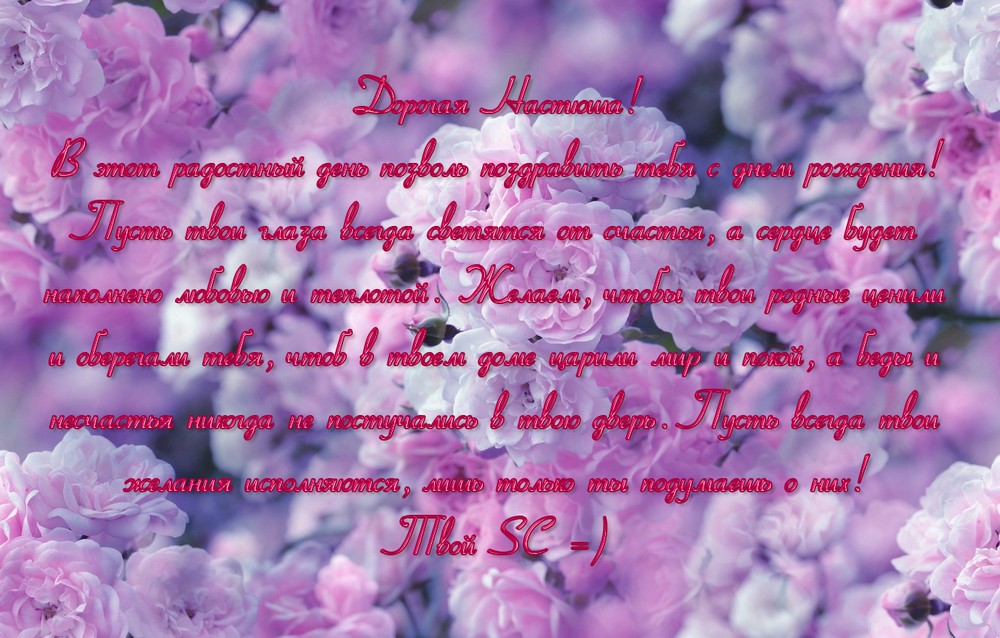 Дорогая Настюша!
В этот радостный день позволь поздравить тебя с днем рождения!
Пусть твои глаза всегда светятся от счастья, а сердце будет
наполнено любовью и теплотой. Желаем, чтобы твои родные ценили
и оберегали тебя, чтоб в твоем доме царили мир и покой, а беды и
несчастья никогда не постучались в твою дверь. Пусть всегда твои
желания исполняются, лишь только ты подумаешь о них!
Твой SC =)